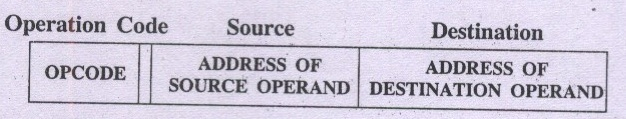 Operation Code Source Destination
OPCODE
ADDRESS OF
SOURCE OPERAND
ADDRESS OF
DESTINATION OPERAND